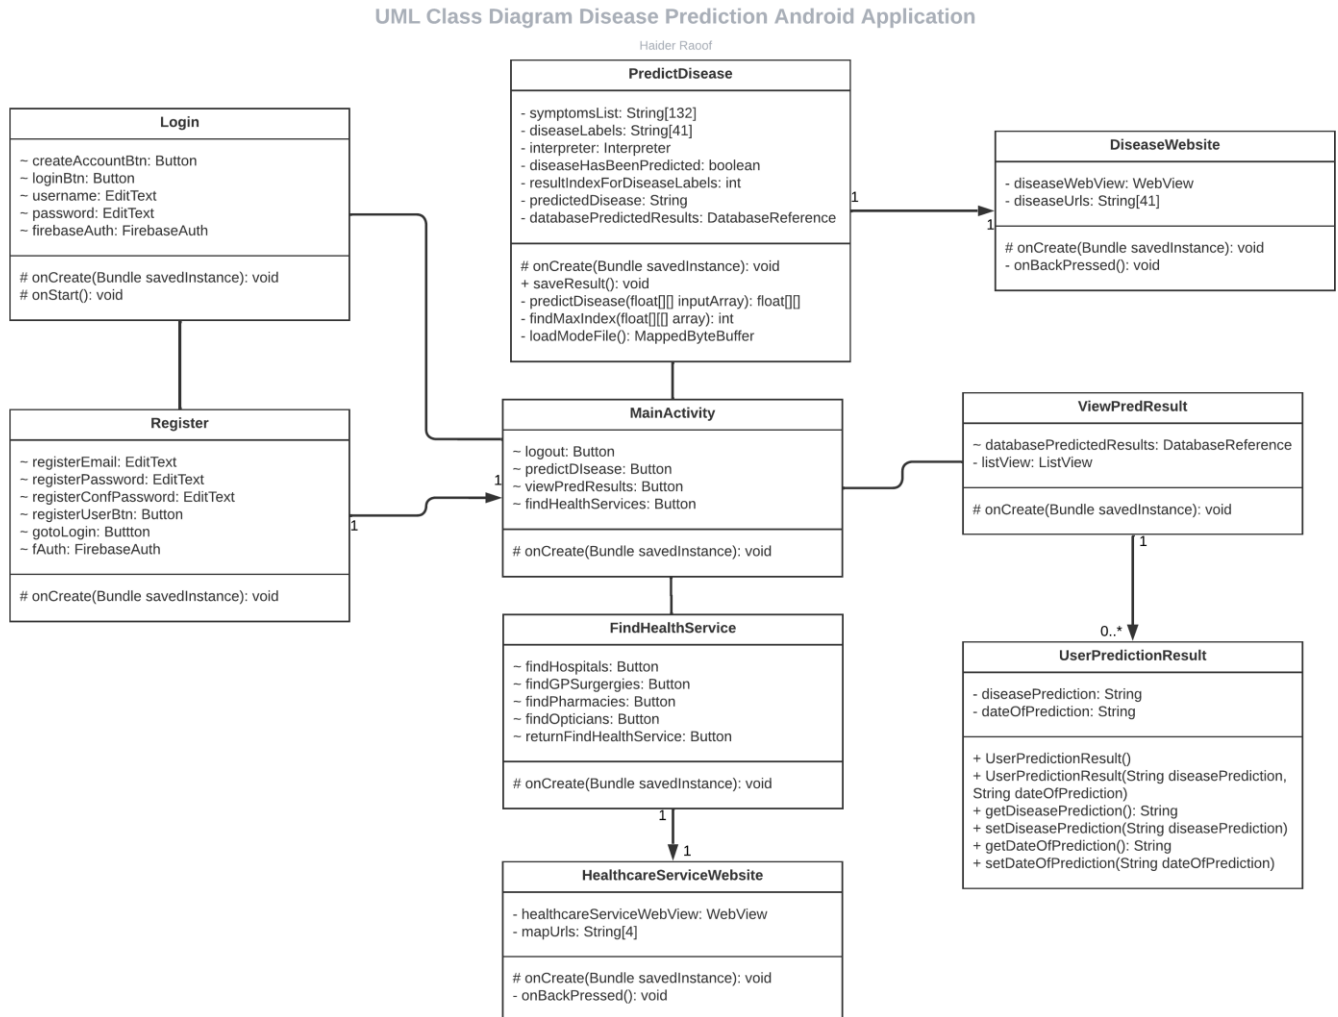 UML Class Diagram Disease Prediction Android Application
Haider Raoof
PredictDisease
- symptomsList: String[132]
- diseaseLabels: String[41]
- interpreter: Interpreter
- diseaseHasBeenPredicted: boolean
- resultIndexForDiseaseLabels: int
- predictedDisease: String
- databasePredictedResults: DatabaseReference
# onCreate(Bundle savedInstance): void
+ saveResult(): void
- predictDisease(float[][] inputArray): float[][]
- findMaxIndex(float[][[] array): int
- loadModeFile(): MappedByteBuffer
1
1
DiseaseWebsite
- diseaseWebView: WebView
- diseaseUrls: String[41]
# onCreate(Bundle savedInstance): void
- onBackPressed(): void
Login
~ createAccountBtn: Button
~ loginBtn: Button
~ username: EditText
~ password: EditText
~ firebaseAuth: FirebaseAuth
# onCreate(Bundle savedInstance): void
# onStart(): void
Register
~ registerEmail: EditText
~ registerPassword: EditText
~ registerConfPassword: EditText
~ registerUserBtn: Button
~ gotoLogin: Buttton
~ fAuth: FirebaseAuth
# onCreate(Bundle savedInstance): void
1
1
MainActivity
~ logout: Button
~ predictDIsease: Button
~ viewPredResults: Button
~ findHealthServices: Button
# onCreate(Bundle savedInstance): void
ViewPredResult
~ databasePredictedResults: DatabaseReference
- listView: ListView
# onCreate(Bundle savedInstance): void
1
0..*
UserPredictionResult
- diseasePrediction: String
- dateOfPrediction: String
+ UserPredictionResult()
+ UserPredictionResult(String diseasePrediction,
String dateOfPrediction)
+ getDiseasePrediction(): String
+ setDiseasePrediction(String diseasePrediction)
+ getDateOfPrediction(): String
+ setDateOfPrediction(String dateOfPrediction)
FindHealthService
~ findHospitals: Button
~ findGPSurgergies: Button
~ findPharmacies: Button
~ findOpticians: Button
~ returnFindHealthService: Button
# onCreate(Bundle savedInstance): void
1
1
HealthcareServiceWebsite
- healthcareServiceWebView: WebView
- mapUrls: String[4]
# onCreate(Bundle savedInstance): void
- onBackPressed(): void